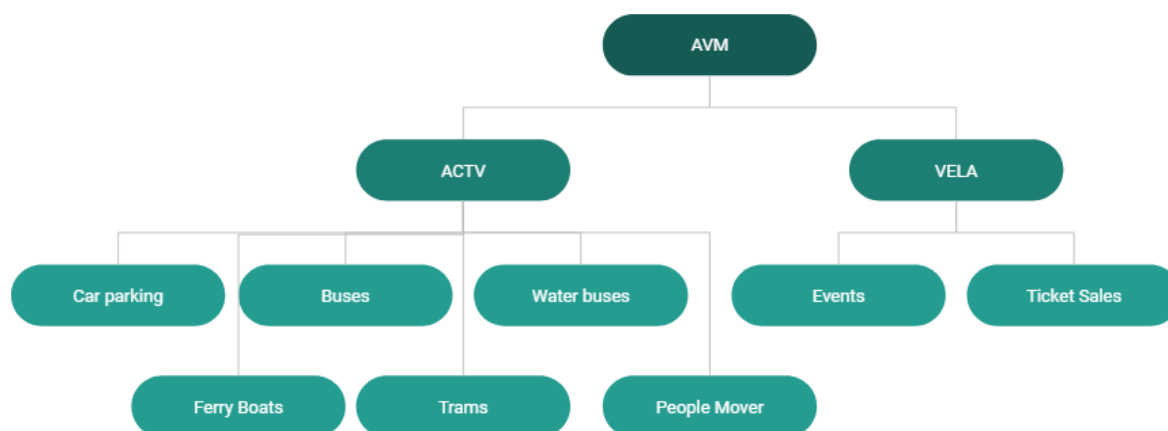 AVM
ACTV
VELA
Car parking
Buses
Water buses
Events
Ticket Sales
Ferry Boats
Trams
People Mover